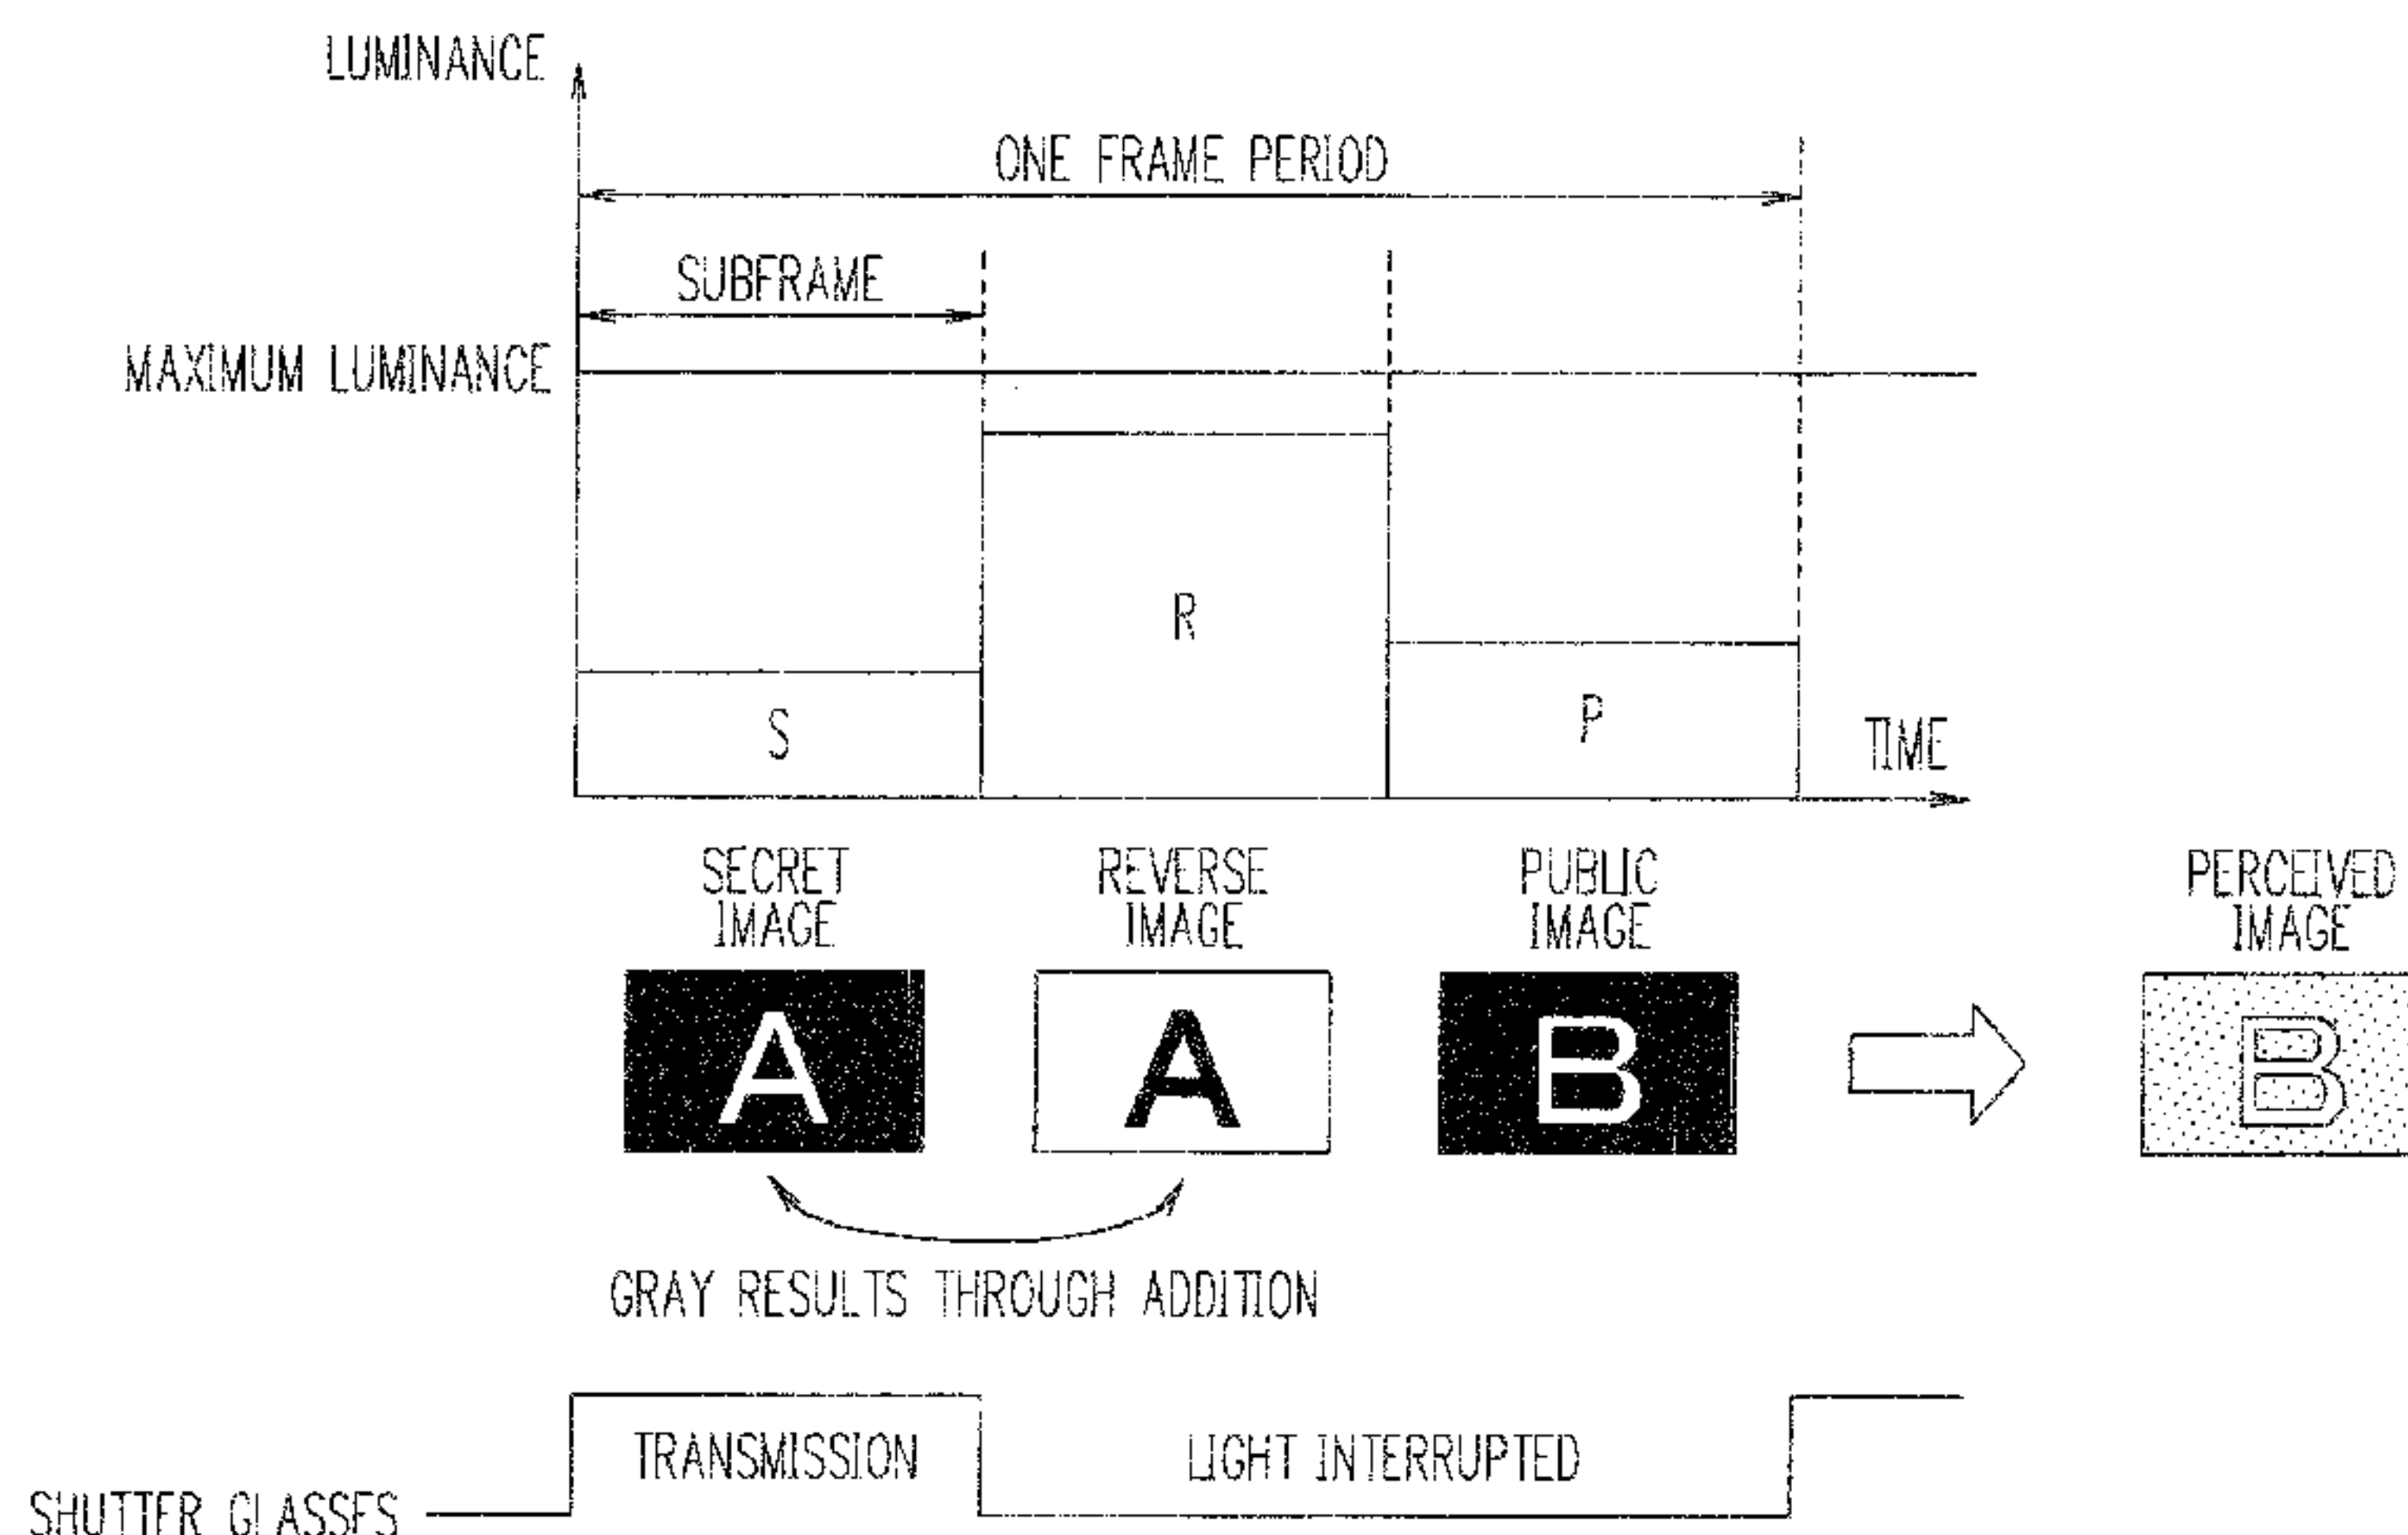 LUMINANCE
ONE FRAME PERIOD
SUBFRAME
MAXIMUM LUMINANCE
R
S
P
TIME
SECRET
IMAGE
REVERSE
IMAGE
PUBLIC
IMAGE
PERCEIVED
IMAGE
A
A
B
B
GRAY RESULTS THROUGH ADDITION
TRANSMISSION
LIGHT INTERRUPTED
SHUTTER GLASSES